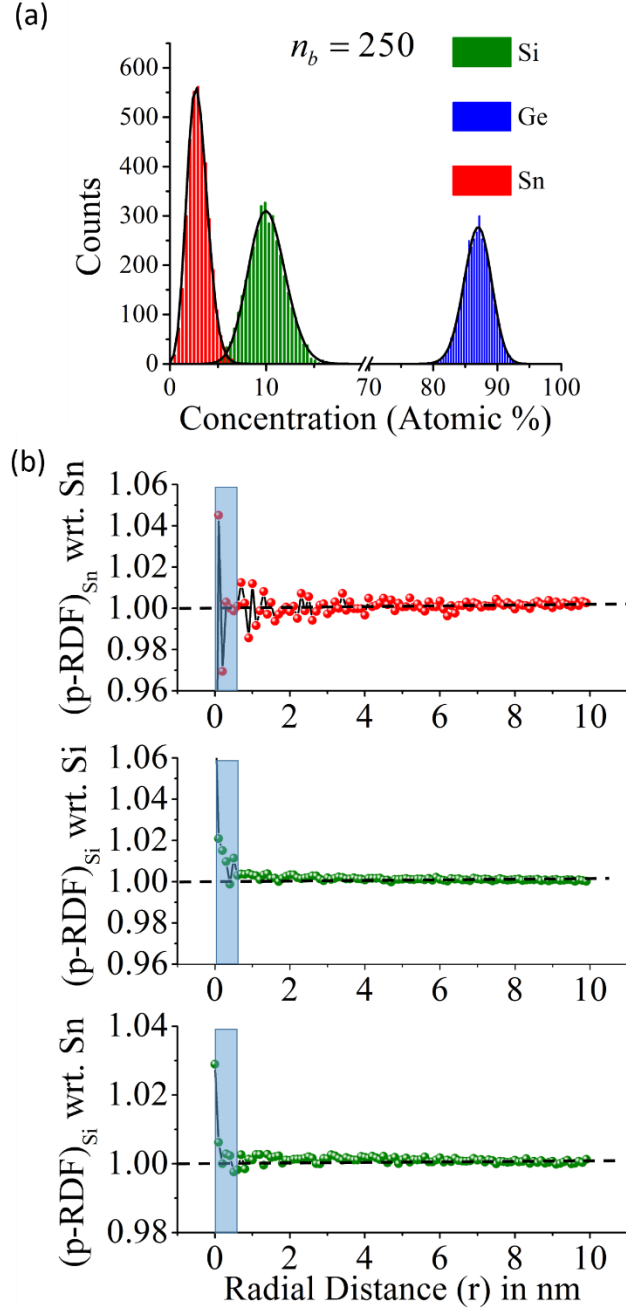 (a)
n_b = 250
Si
Ge
Sn
600
500
400
300
200
100
0
Counts
0 10 70 80 90 100
Concentration (Atomic %)
(b)
(p-RDF)_Sn wrt. Sn
1.06
1.04
1.02
1.00
0.98
0.96
0 2 4 6 8 10
(p-RDF)_Si wrt. Si
1.06
1.04
1.02
1.00
0.98
0.96
0 2 4 6 8 10
(p-RDF)_Si wrt. Sn
1.04
1.02
1.00
0.98
0 2 4 6 8 10
Radial Distance (r) in nm